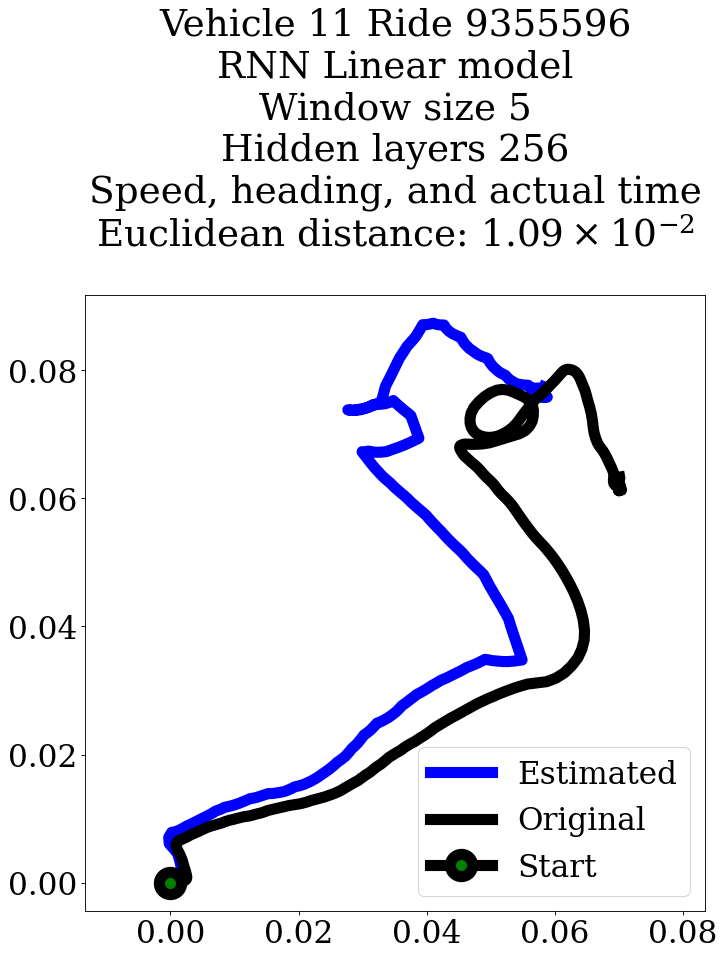 Vehicle 11 Ride 9355596
RNN Linear model
Window size 5
Hidden layers 256
Speed, heading, and actual time
Euclidean distance: 1.09 × 10⁻²
0.08
0.06
0.04
0.02
0.00
Estimated
Original
Start
0.00 0.02 0.04 0.06 0.08